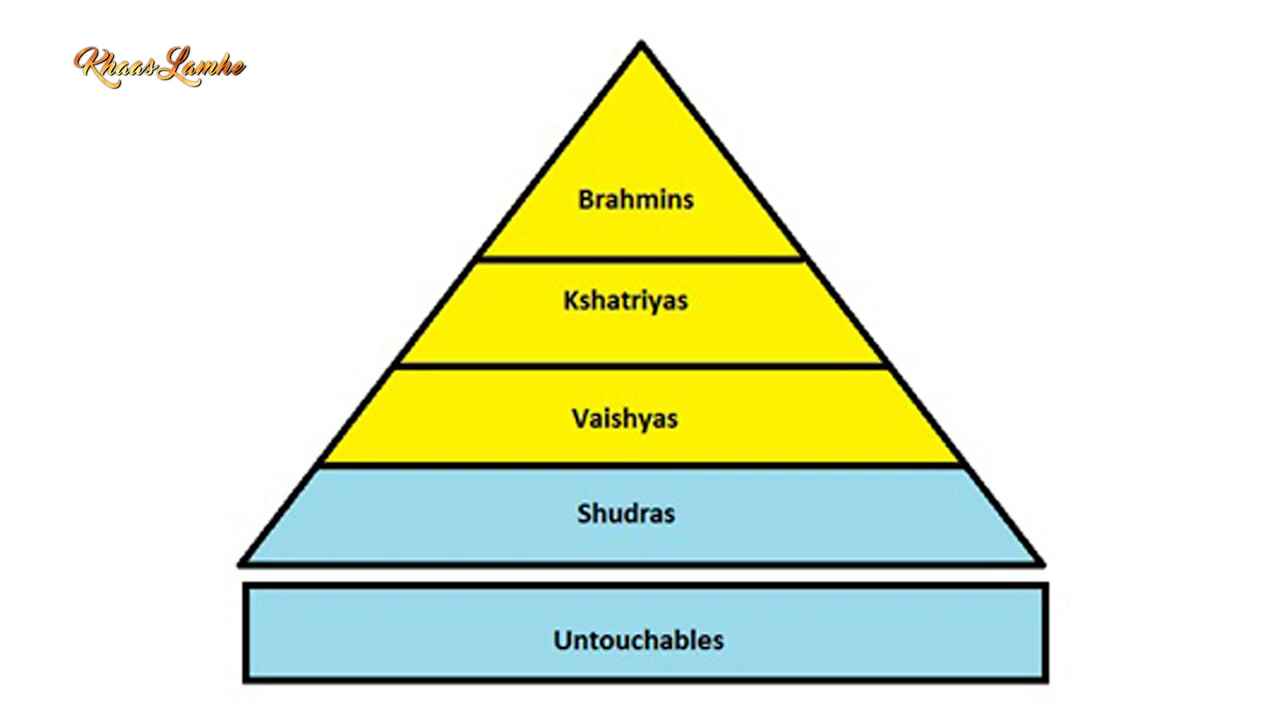 KhaasLamhe
Brahmins
Kshatriyas
Vaishyas
Shudras
Untouchables